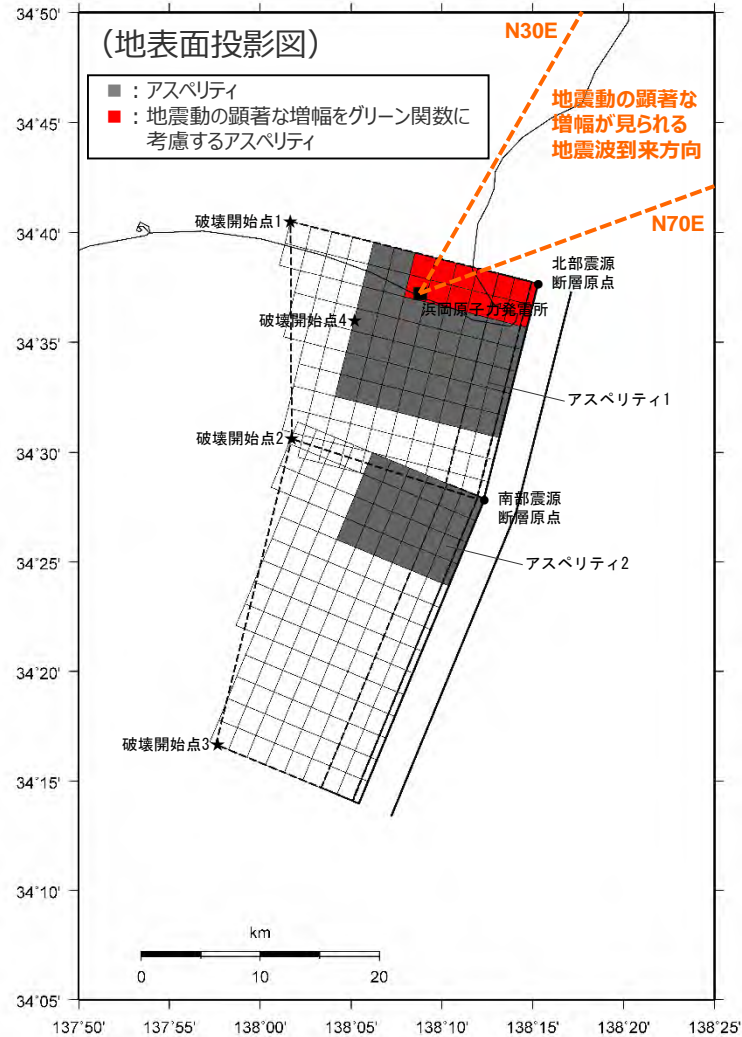 (地表面投影図)
■ : アスペリティ
■ : 地震動の顕著な増幅をグリーン関数に
考慮するアスペリティ
N30E
地震動の顕著な
増幅が見られる
地震波到来方向
N70E
破壊開始点1
北部震源
断層原点
浜岡原子力発電所
破壊開始点4
アスペリティ1
破壊開始点2
南部震源
断層原点
アスペリティ2
破壊開始点3
km
0 10 20
34°50'
34°45'
34°40'
34°35'
34°30'
34°25'
34°20'
34°15'
34°10'
34°05'
137°50' 137°55' 138°00' 138°05' 138°10' 138°15' 138°20' 138°25'